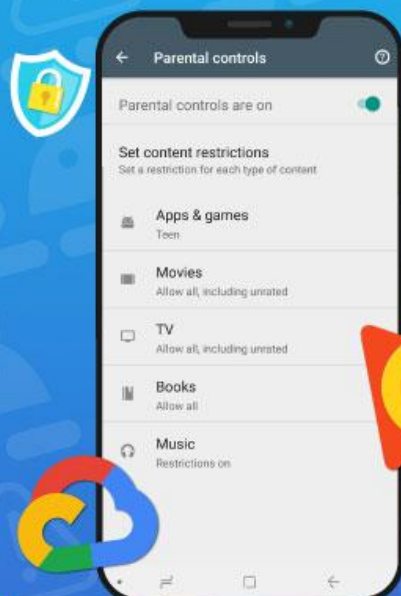 Parental controls
Parental controls are on
Set content restrictions
Set a restriction for each type of content
Apps & games
Teen
Movies
Allow all, including unrated
TV
Allow all, including unrated
Books
Allow all
Music
Restrictions on